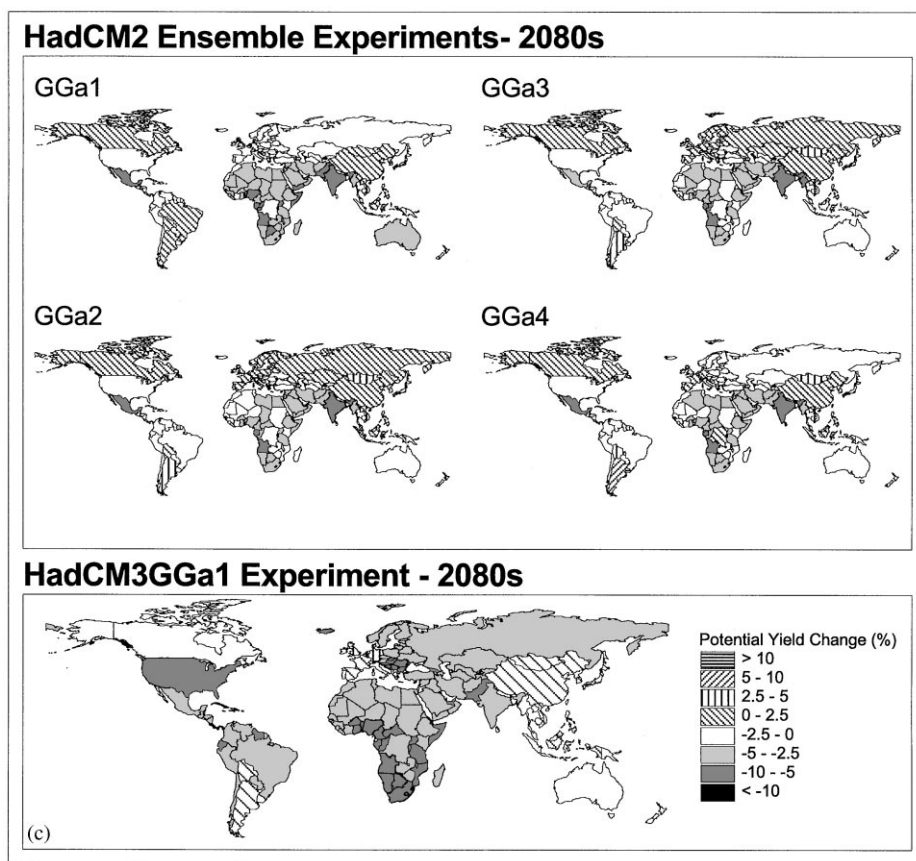 HadCM2 Ensemble Experiments- 2080s
GGa1
GGa3
GGa2
GGa4
HadCM3GGa1 Experiment - 2080s
Potential Yield Change (%)
> 10
5 - 10
2.5 - 5
0 - 2.5
-2.5 - 0
-5 - -2.5
-10 - -5
< -10
(c)